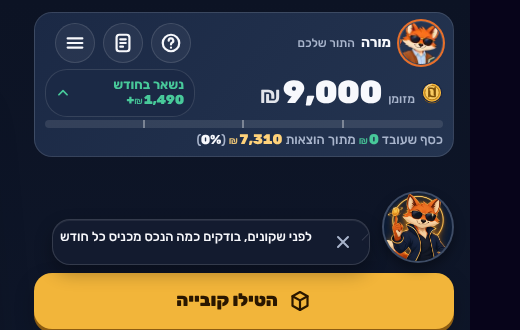 מורה התור שלכם
מזומן 9,000 ₪
נשאר בחודש
+₪1,490
כסף שעובד 0 ₪ מתוך הוצאות 7,310 ₪ (0%)
לפני שקונים, בודקים כמה הנכס מכניס כל חודש
הטילו קובייה